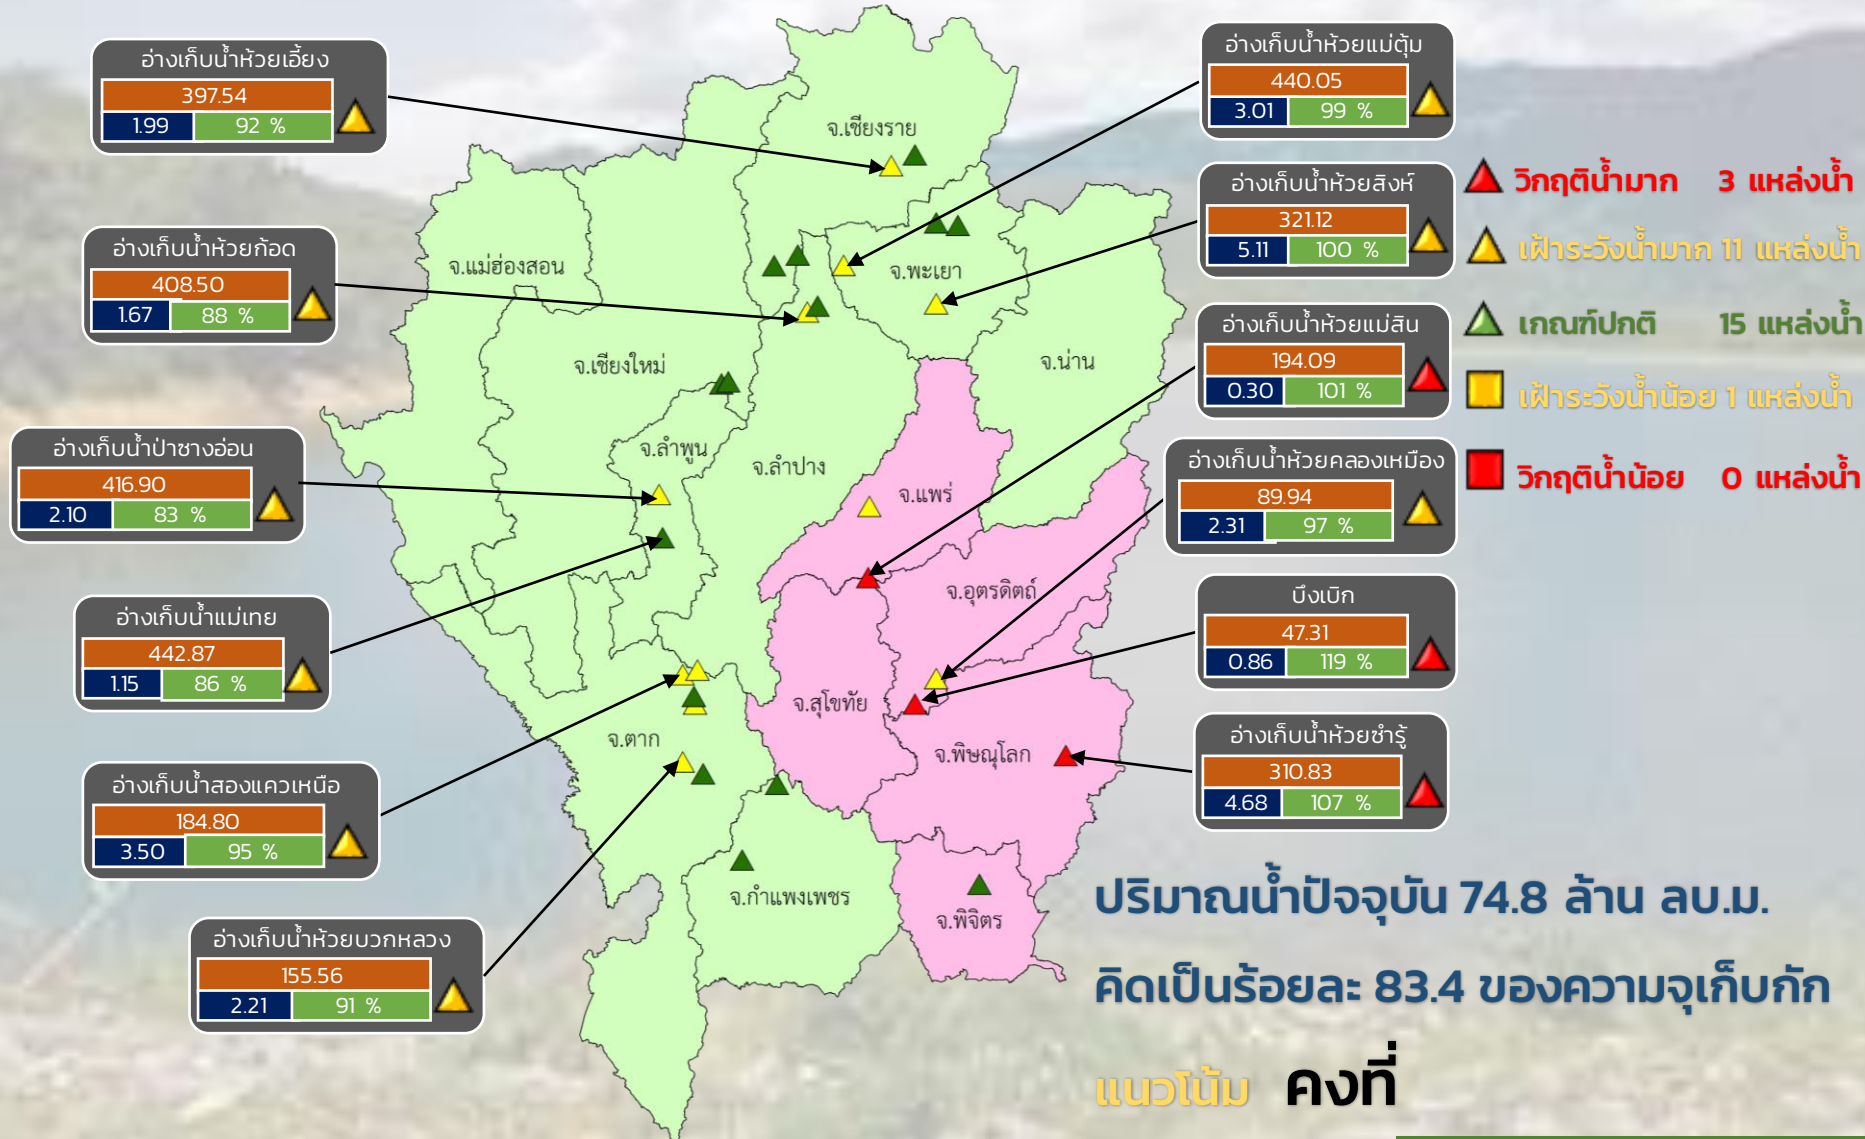 อ่างเก็บน้ำห้วยเอี้ยง
397.54
1.99 92 %
อ่างเก็บน้ำห้วยก้อด
408.50
1.67 88 %
อ่างเก็บน้ำป่าซางอ่อน
416.90
2.10 83 %
อ่างเก็บน้ำแม่เทย
442.87
1.15 86 %
อ่างเก็บน้ำสองแควเหนือ
184.80
3.50 95 %
อ่างเก็บน้ำห้วยบวกหลวง
155.56
2.21 91 %
จ.เชียงราย
จ.แม่ฮ่องสอน
จ.พะเยา
จ.เชียงใหม่
จ.น่าน
จ.ลำพูน
จ.ลำปาง
จ.แพร่
จ.อุตรดิตถ์
จ.สุโขทัย
จ.ตาก
จ.พิษณุโลก
จ.กำแพงเพชร
จ.พิจิตร
อ่างเก็บน้ำห้วยแม่ตุ้ม
440.05
3.01 99 %
อ่างเก็บน้ำห้วยสิงห์
321.12
5.11 100 %
อ่างเก็บน้ำห้วยแม่สิน
194.09
0.30 101 %
อ่างเก็บน้ำห้วยคลองเหมือง
89.94
2.31 97 %
บึงเบิก
47.31
0.86 119 %
อ่างเก็บน้ำห้วยซำรู้
310.83
4.68 107 %
วิกฤติน้ำมาก 3 แหล่งน้ำ
เฝ้าระวังน้ำมาก 11 แหล่งน้ำ
เกณฑ์ปกติ 15 แหล่งน้ำ
เฝ้าระวังน้ำน้อย 1 แหล่งน้ำ
วิกฤติน้ำน้อย 0 แหล่งน้ำ
ปริมาณน้ำปัจจุบัน 74.8 ล้าน ลบ.ม.
คิดเป็นร้อยละ 83.4 ของความจุเก็บกัก
แนวโน้ม คงที่